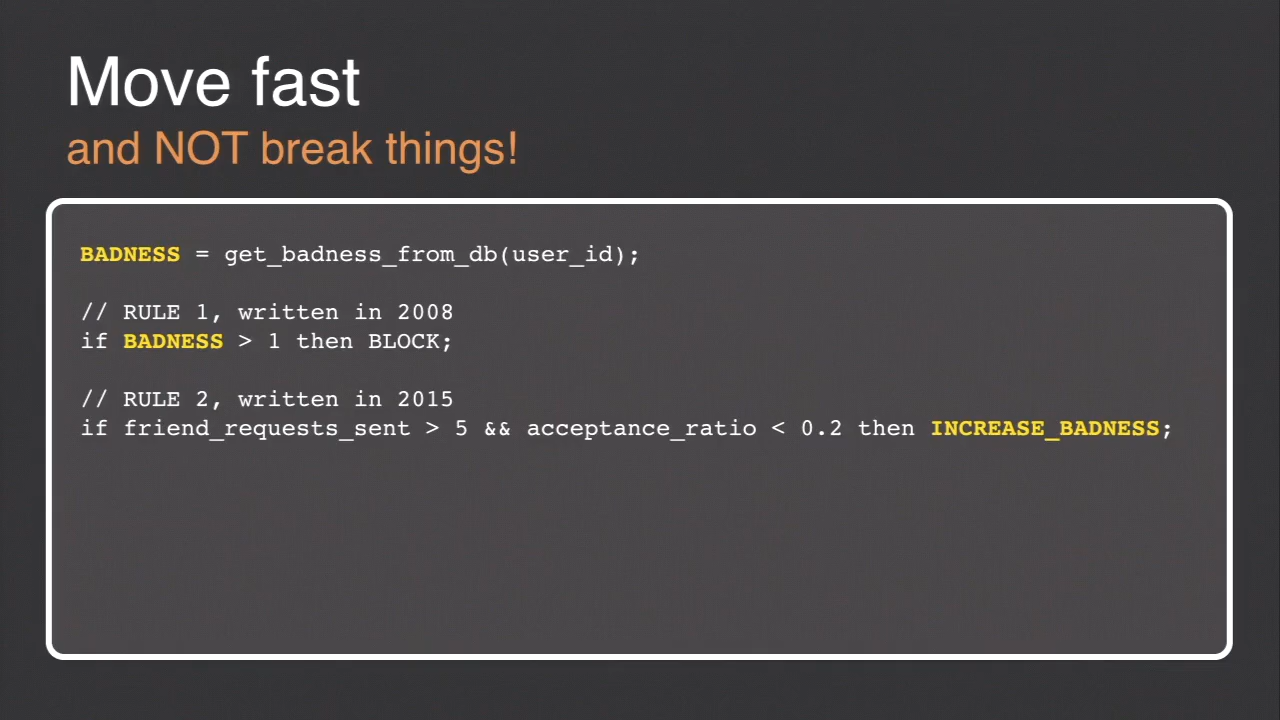 Move fast
and NOT break things!
BADNESS = get_badness_from_db(user_id);
// RULE 1, written in 2008
if BADNESS > 1 then BLOCK;
// RULE 2, written in 2015
if friend_requests_sent > 5 && acceptance_ratio < 0.2 then INCREASE_BADNESS;